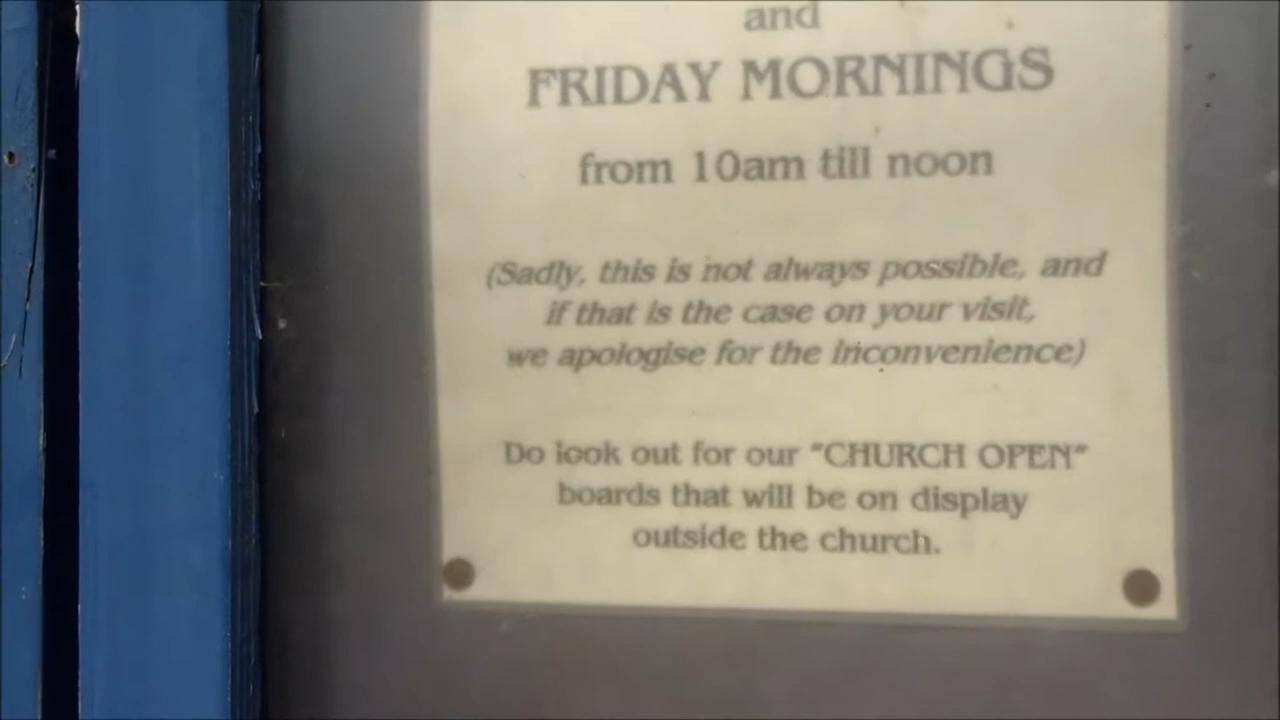 and
FRIDAY MORNINGS
from 10am till noon
(Sadly, this is not always possible, and
if that is the case on your visit,
we apologise for the inconvenience)
Do look out for our "CHURCH OPEN"
boards that will be on display
outside the church.